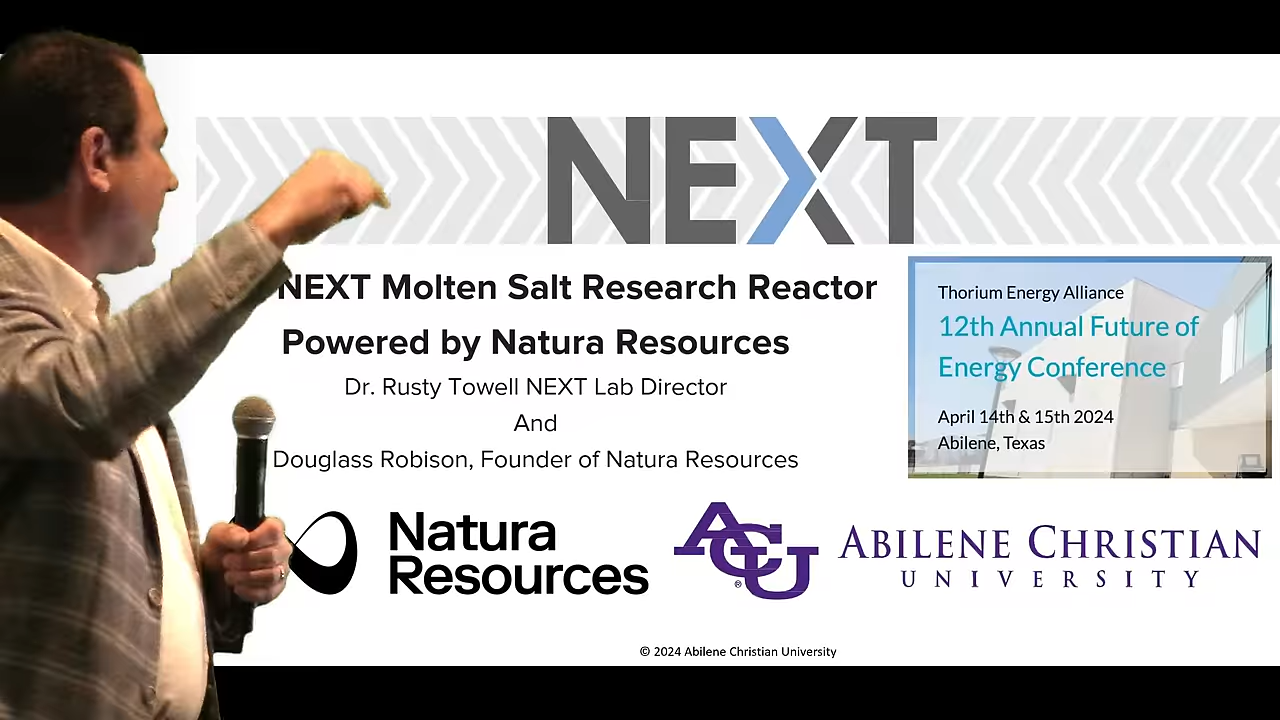 NEXT
NEXT Molten Salt Research Reactor
Powered by Natura Resources
Dr. Rusty Towell NEXT Lab Director
And
Douglass Robison, Founder of Natura Resources
Thorium Energy Alliance
12th Annual Future of
Energy Conference
April 14th & 15th 2024
Abilene, Texas
Natura
Resources
ACU
®
ABILENE CHRISTIAN
UNIVERSITY
© 2024 Abilene Christian University